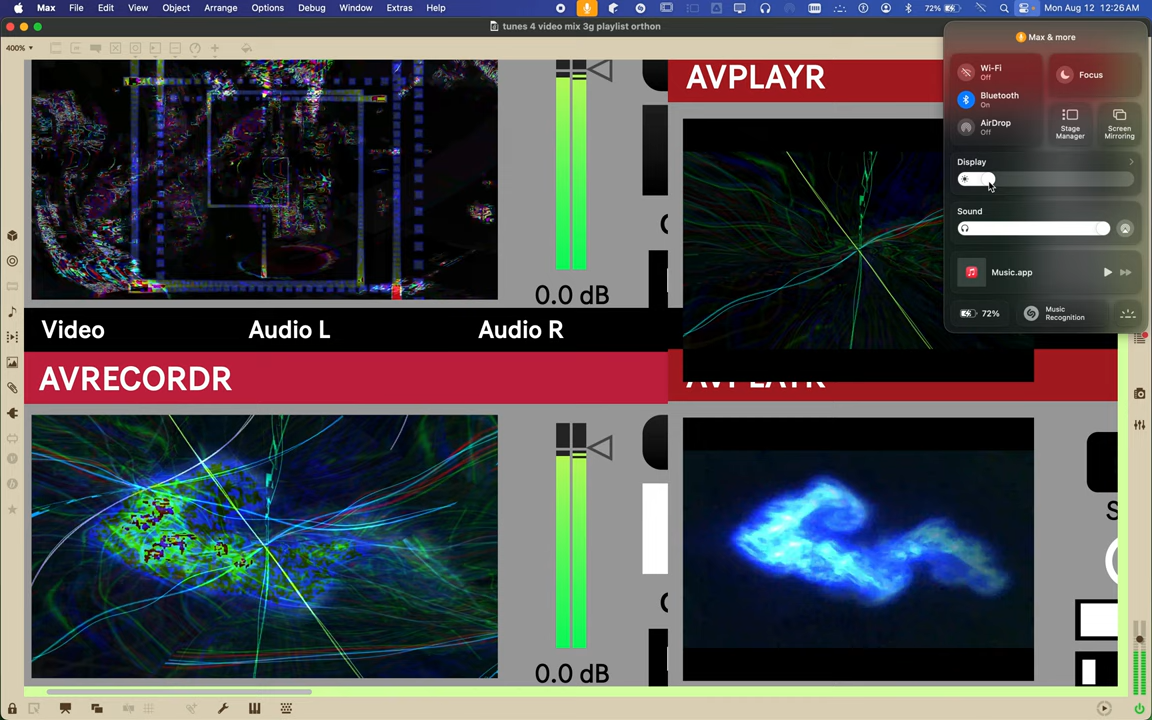 Max File Edit View Object Arrange Options Debug Window Extras Help
72% Mon Aug 12 12:26 AM
tunes 4 video mix 3g playlist orthon
400%
Max & more
Wi-Fi
Off
Focus
Bluetooth
On
AirDrop
Off
Stage
Manager
Screen
Mirroring
Display
Sound
Music.app
72%
Music
Recognition
AVPLAYR
0.0 dB
Video Audio L Audio R
AVRECORDR
AVPLAYR
0.0 dB